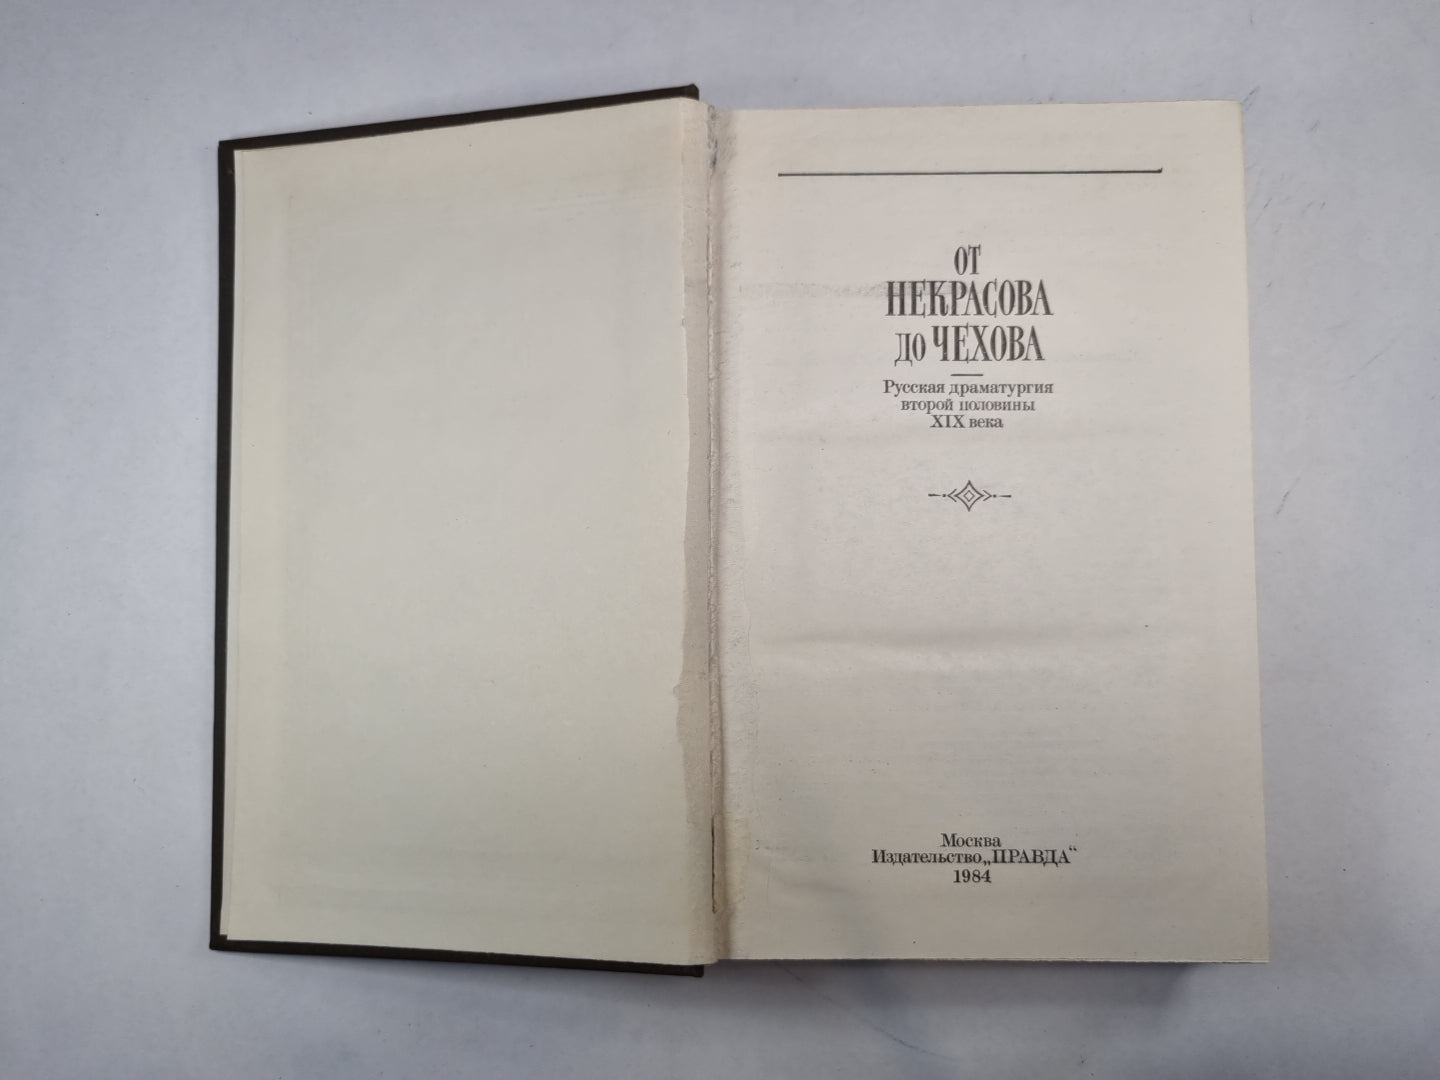 ОТ
НЕКРАСОВА
ДО ЧЕХОВА
Русская драматургия
второй половины
XIX века
Москва
Издательство „ПРАВДА“
1984